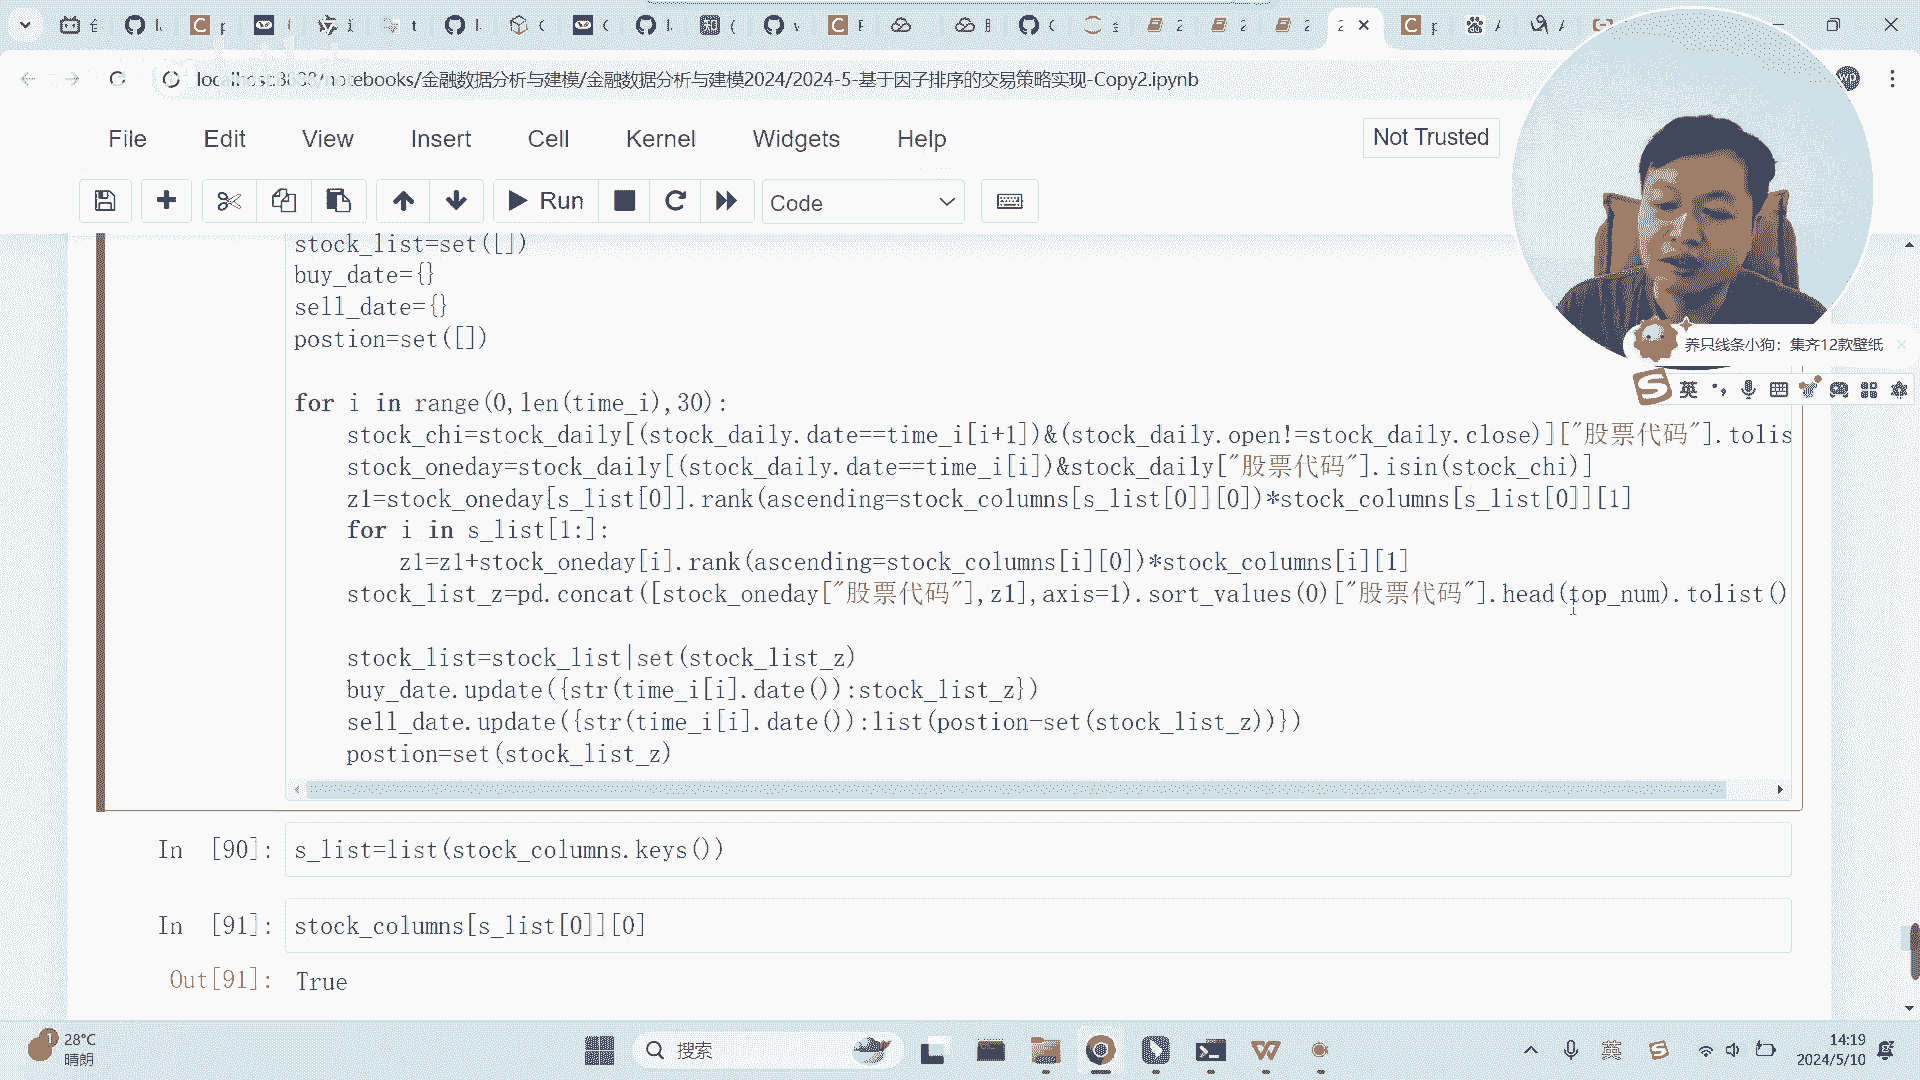 localhost:8888/notebooks/金融数据分析与建模/金融数据分析与建模2024/2024-5-基于因子排序的交易策略实现-Copy2.ipynb
File Edit View Insert Cell Kernel Widgets Help
Not Trusted
Run
Code
养只线条小狗：集齐12款壁纸
英
stock_list=set([])
buy_date={}
sell_date={}
postion=set([])
for i in range(0,len(time_i),30):
stock_chi=stock_daily[(stock_daily.date==time_i[i+1])&(stock_daily.open!=stock_daily.close)]["股票代码"].tolis
stock_oneday=stock_daily[(stock_daily.date==time_i[i])&stock_daily["股票代码"].isin(stock_chi)]
z1=stock_oneday[s_list[0]].rank(ascending=stock_columns[s_list[0]][0])*stock_columns[s_list[0]][1]
for i in s_list[1:]:
z1=z1+stock_oneday[i].rank(ascending=stock_columns[i][0])*stock_columns[i][1]
stock_list_z=pd.concat([stock_oneday["股票代码"],z1],axis=1).sort_values(0)["股票代码"].head(top_num).tolist()
stock_list=stock_list|set(stock_list_z)
buy_date.update({str(time_i[i].date()):stock_list_z})
sell_date.update({str(time_i[i].date()):list(postion-set(stock_list_z))})
postion=set(stock_list_z)
In [90]: s_list=list(stock_columns.keys())
In [91]: stock_columns[s_list[0]][0]
Out[91]: True
28°C
晴朗
搜索
英
14:19
2024/5/10